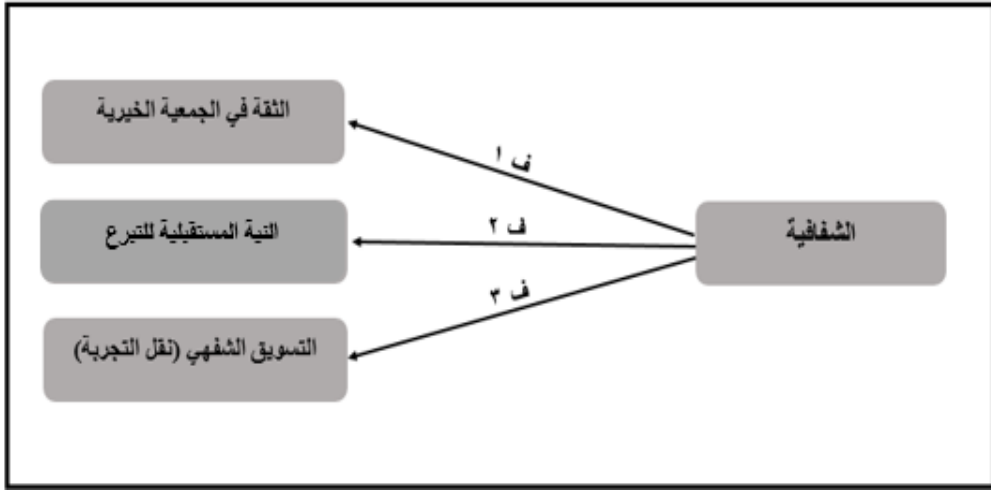 الثقة في الجمعية الخيرية
ف ١
الشفافية
ف ٢
النية المستقبلية للتبرع
ف ٣
التسويق الشفهي (نقل التجربة)